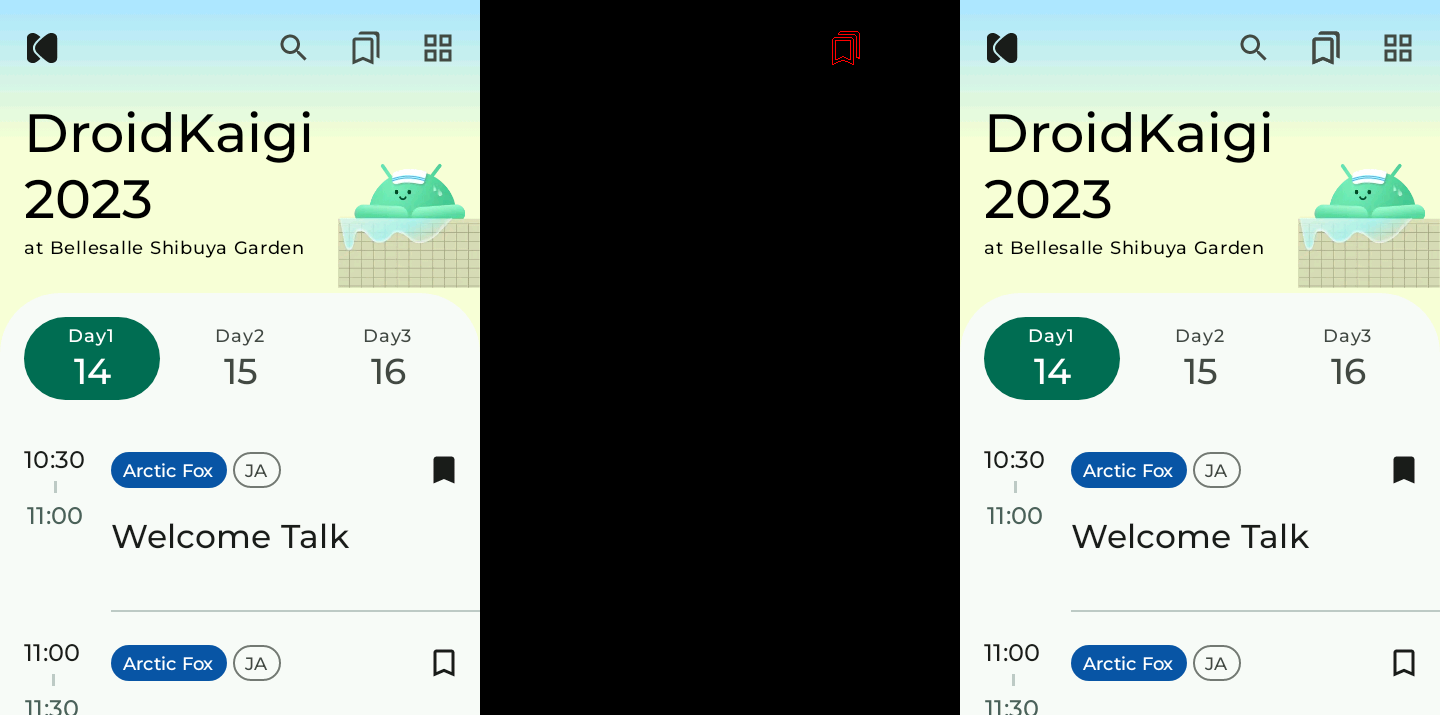 DroidKaigi
2023
at Bellesalle Shibuya Garden
Day1 Day2 Day3
14 15 16
10:30 Arctic Fox JA
11:00
Welcome Talk
11:00 Arctic Fox JA
11:30
DroidKaigi
2023
at Bellesalle Shibuya Garden
Day1 Day2 Day3
14 15 16
10:30 Arctic Fox JA
11:00
Welcome Talk
11:00 Arctic Fox JA
11:30